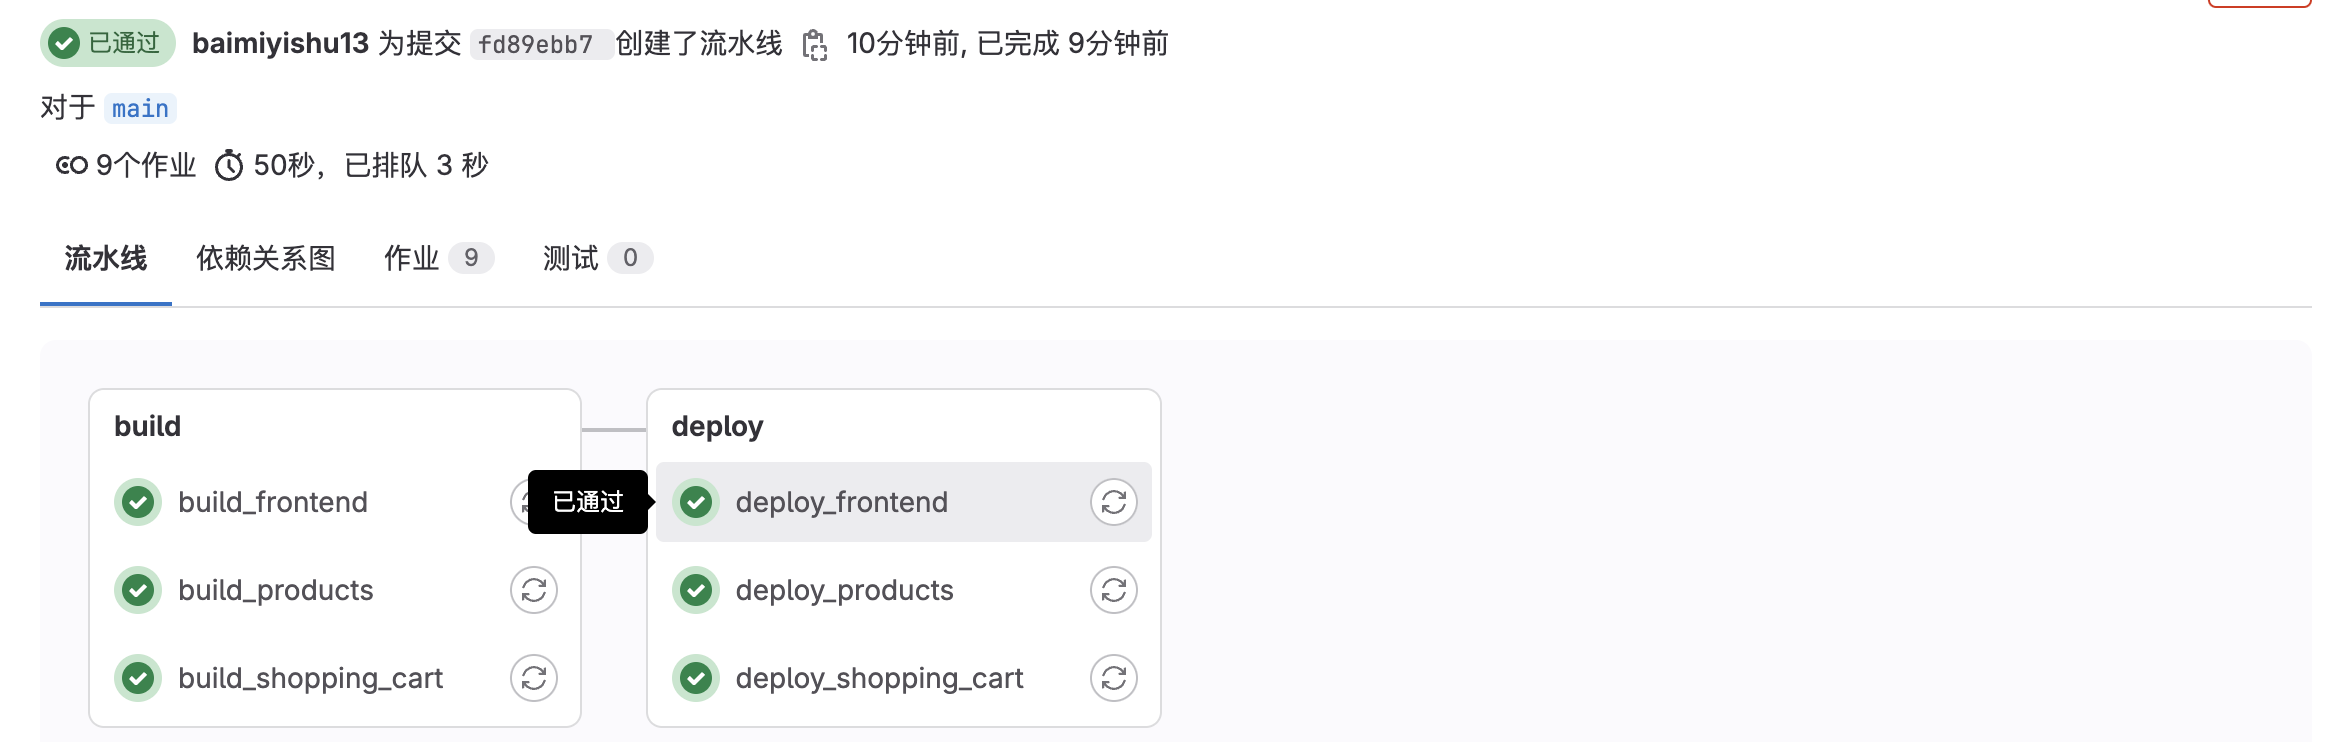 已通过 baimiyishu13 为提交 fd89ebb7 创建了流水线 10分钟前, 已完成 9分钟前
对于 main
9个作业 50秒，已排队 3 秒
流水线 依赖关系图 作业 9 测试 0
build
build_frontend
build_products
build_shopping_cart
deploy
已通过
deploy_frontend
deploy_products
deploy_shopping_cart